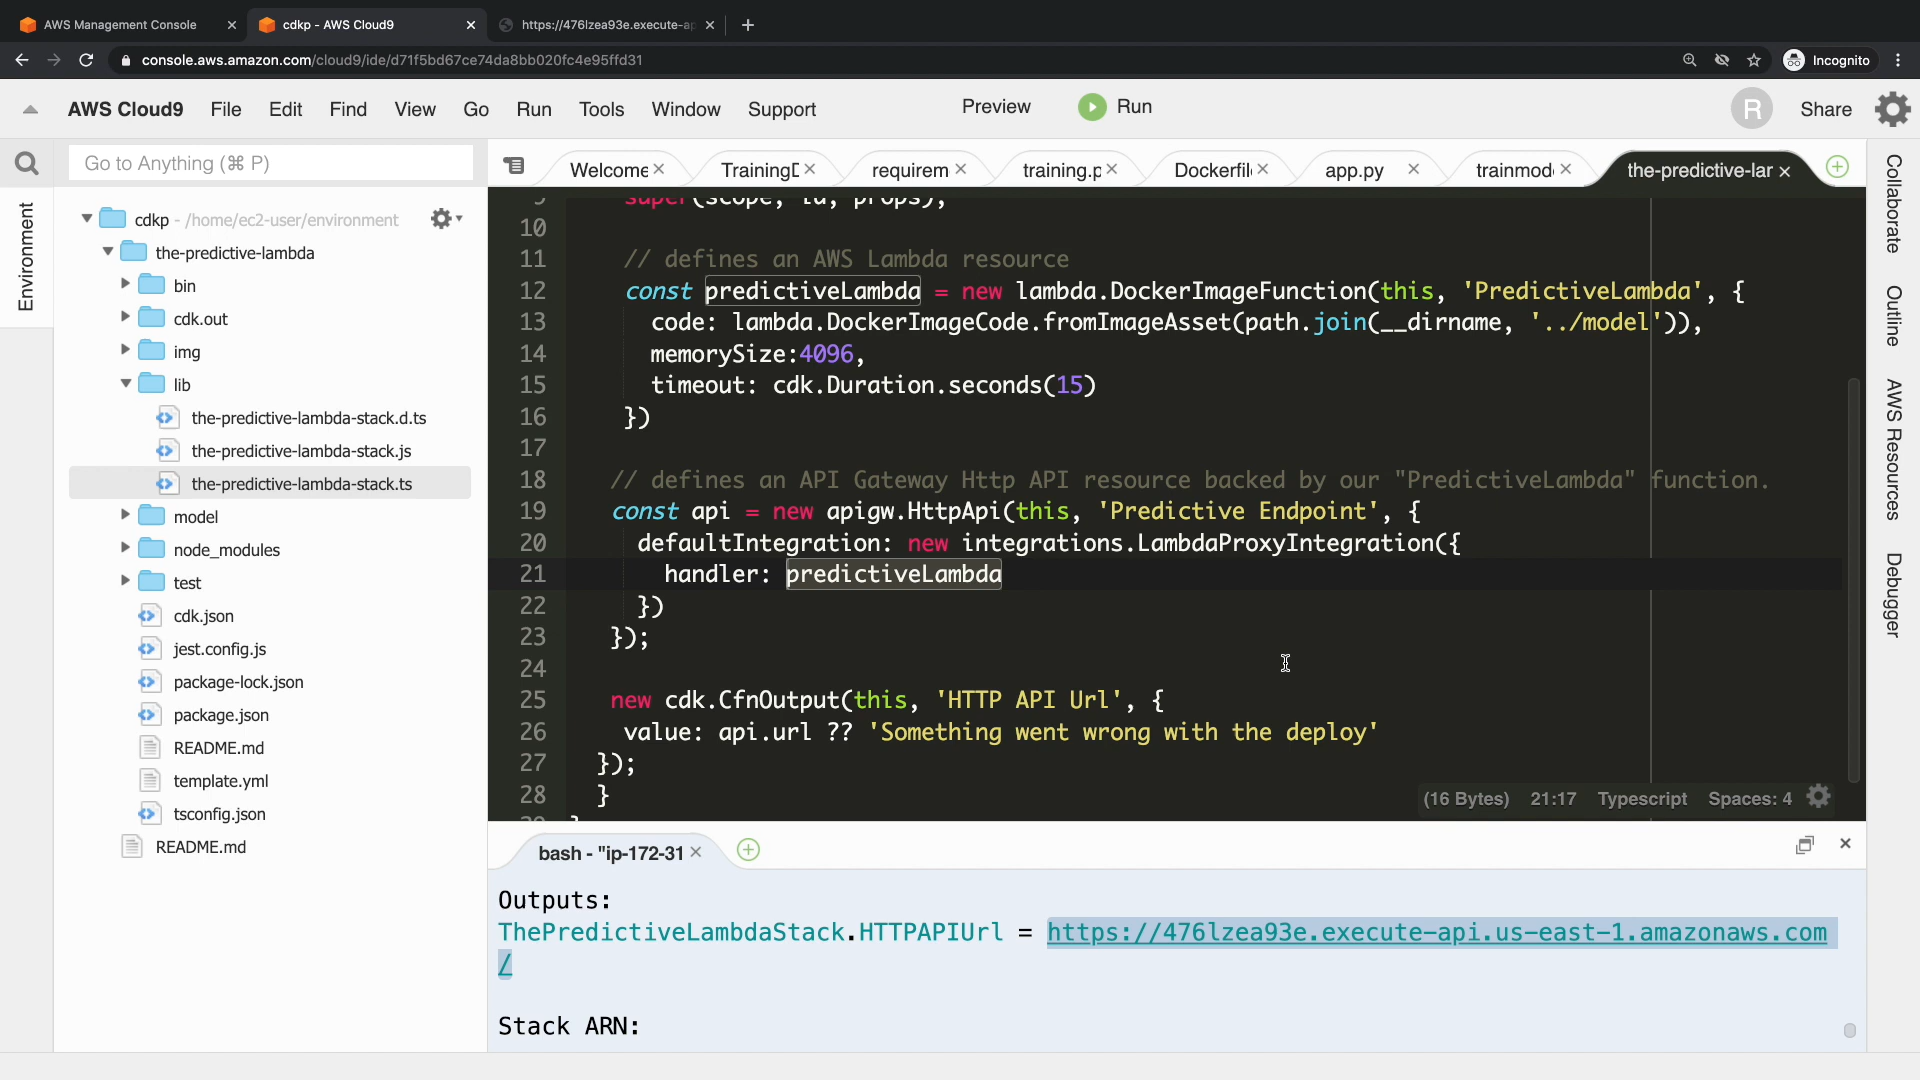 AWS Management Console
cdkp - AWS Cloud9
https://476lzea93e.execute-ap
console.aws.amazon.com/cloud9/ide/d71f5bd67ce74da8bb020fc4e95ffd31
Incognito
AWS Cloud9 File Edit Find View Go Run Tools Window Support Preview Run R Share
Go to Anything (⌘ P)
Welcome TrainingD requirem training.p Dockerfil app.py trainmod the-predictive-lar
Environment
cdkp - /home/ec2-user/environment
the-predictive-lambda
bin
cdk.out
img
lib
the-predictive-lambda-stack.d.ts
the-predictive-lambda-stack.js
the-predictive-lambda-stack.ts
model
node_modules
test
cdk.json
jest.config.js
package-lock.json
package.json
README.md
template.yml
tsconfig.json
README.md
9 super(scope, id, props);
10
11 // defines an AWS Lambda resource
12 const predictiveLambda = new lambda.DockerImageFunction(this, 'PredictiveLambda', {
13 code: lambda.DockerImageCode.fromImageAsset(path.join(__dirname, '../model')),
14 memorySize:4096,
15 timeout: cdk.Duration.seconds(15)
16 })
17
18 // defines an API Gateway Http API resource backed by our "PredictiveLambda" function.
19 const api = new apigw.HttpApi(this, 'Predictive Endpoint', {
20 defaultIntegration: new integrations.LambdaProxyIntegration({
21 handler: predictiveLambda
22 })
23 });
24
25 new cdk.CfnOutput(this, 'HTTP API Url', {
26 value: api.url ?? 'Something went wrong with the deploy'
27 });
28 }
(16 Bytes) 21:17 Typescript Spaces: 4
bash - "ip-172-31
Outputs:
ThePredictiveLambdaStack.HTTPAPIUrl = https://476lzea93e.execute-api.us-east-1.amazonaws.com
/
Stack ARN:
Collaborate
Outline
AWS Resources
Debugger